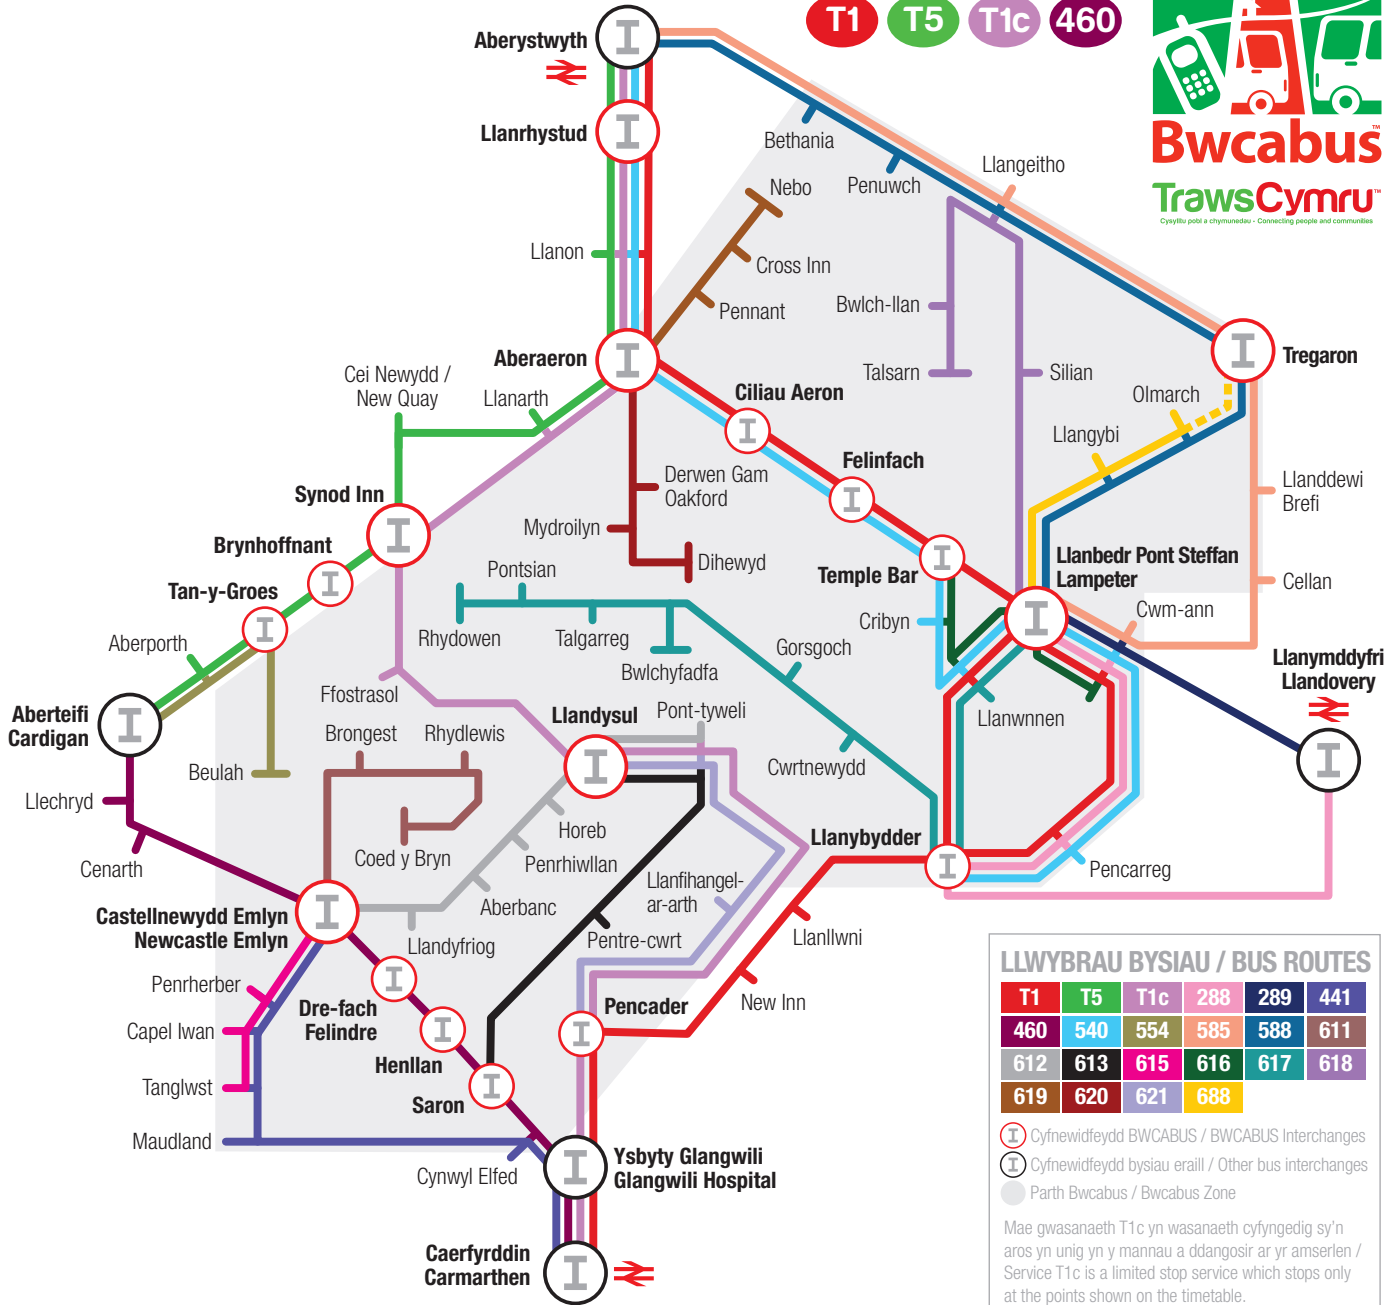 T1 T5 T1c 460
Bwcabus™
TrawsCymru™
Cysylltu pobl a chymunedau - Connecting people and communities
Aberystwyth
Llanrhystud
Bethania
Penuwch
Llangeitho
Nebo
Llanon
Cross Inn
Pennant
Bwlch-llan
Talsarn
Silian
Aberaeron
Tregaron
Cei Newydd /
New Quay
Llanarth
Ciliau Aeron
Olmarch
Llangybi
Felinfach
Derwen Gam
Oakford
Llanddewi
Brefi
Synod Inn
Mydroilyn
Dihewyd
Brynhoffnant
Tan-y-Groes
Pontsian
Temple Bar
Llanbedr Pont Steffan
Lampeter
Cellan
Cwm-ann
Cribyn
Aberporth
Rhydowen
Talgarreg
Bwlchyfadfa
Gorsgoch
Llanymddyfri
Llandovery
Ffostrasol
Llanwnnen
Aberteifi
Cardigan
Llandysul
Pont-tyweli
Brongest
Rhydlewis
Beulah
Cwrtnewydd
Llechryd
Horeb
Llanybydder
Cenarth
Coed y Bryn
Penrhiwllan
Pencarreg
Llanfihangel-
ar-arth
Aberbanc
Castellnewydd Emlyn
Newcastle Emlyn
Llandyfriog
Pentre-cwrt
Llanllwni
Penrherber
New Inn
Dre-fach
Felindre
Pencader
Capel Iwan
Henllan
Tanglwst
Saron
Maudland
Cynwyl Elfed
Ysbyty Glangwili
Glangwili Hospital
Caerfyrddin
Carmarthen
LLWYBRAU BYSIAU / BUS ROUTES
T1 T5 T1c 288 289 441
460 540 554 585 588 611
612 613 615 616 617 618
619 620 621 688
Cyfnewidfeydd BWCABUS / BWCABUS Interchanges
Cyfnewidfeydd bysiau eraill / Other bus interchanges
Parth Bwcabus / Bwcabus Zone
Mae gwasanaeth T1c yn wasanaeth cyfyngedig sy'n
aros yn unig yn y mannau a ddangosir ar yr amserlen /
Service T1c is a limited stop service which stops only
at the points shown on the timetable.